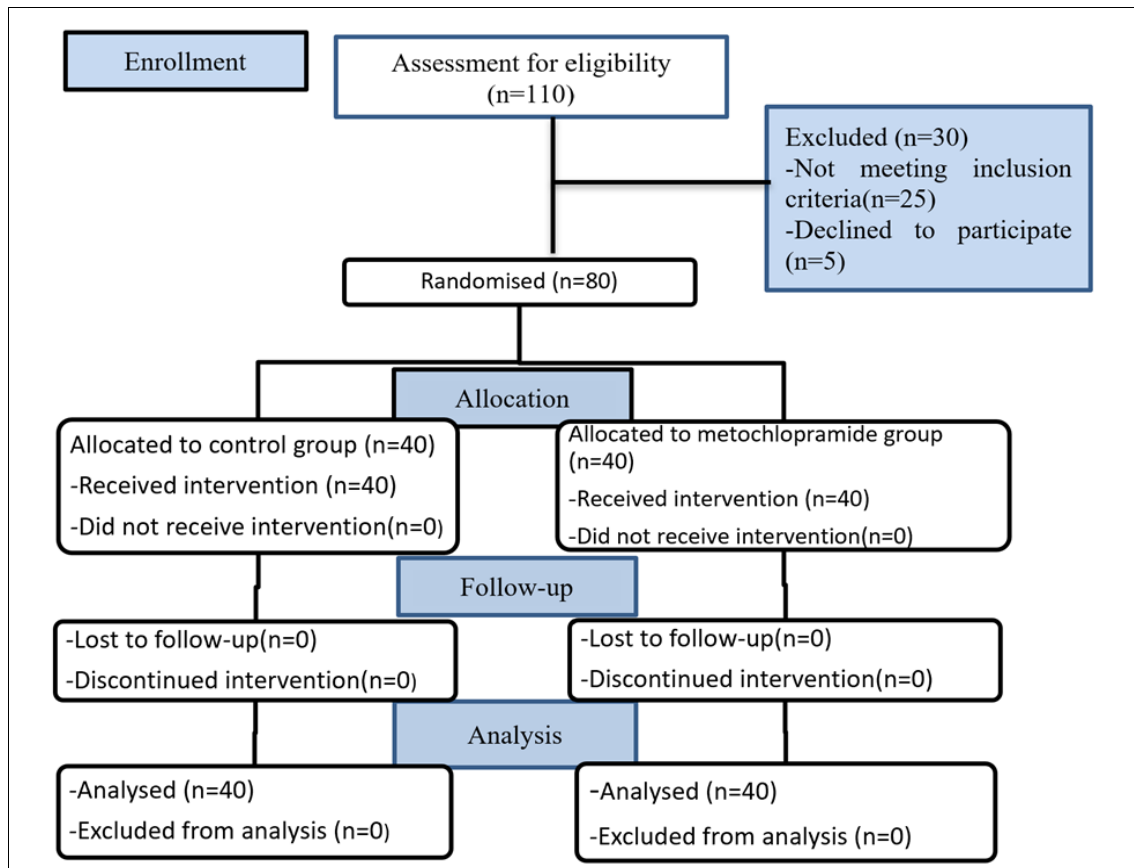 Enrollment
Assessment for eligibility
(n=110)
Excluded (n=30)
-Not meeting inclusion
criteria(n=25)
-Declined to participate
(n=5)
Randomised (n=80)
Allocation
Allocated to control group (n=40)
-Received intervention (n=40)
-Did not receive intervention(n=0)
Allocated to metochlopramide group
(n=40)
-Received intervention (n=40)
-Did not receive intervention(n=0)
Follow-up
-Lost to follow-up(n=0)
-Discontinued intervention(n=0)
-Lost to follow-up(n=0)
-Discontinued intervention(n=0)
Analysis
-Analysed (n=40)
-Excluded from analysis (n=0)
-Analysed (n=40)
-Excluded from analysis (n=0)